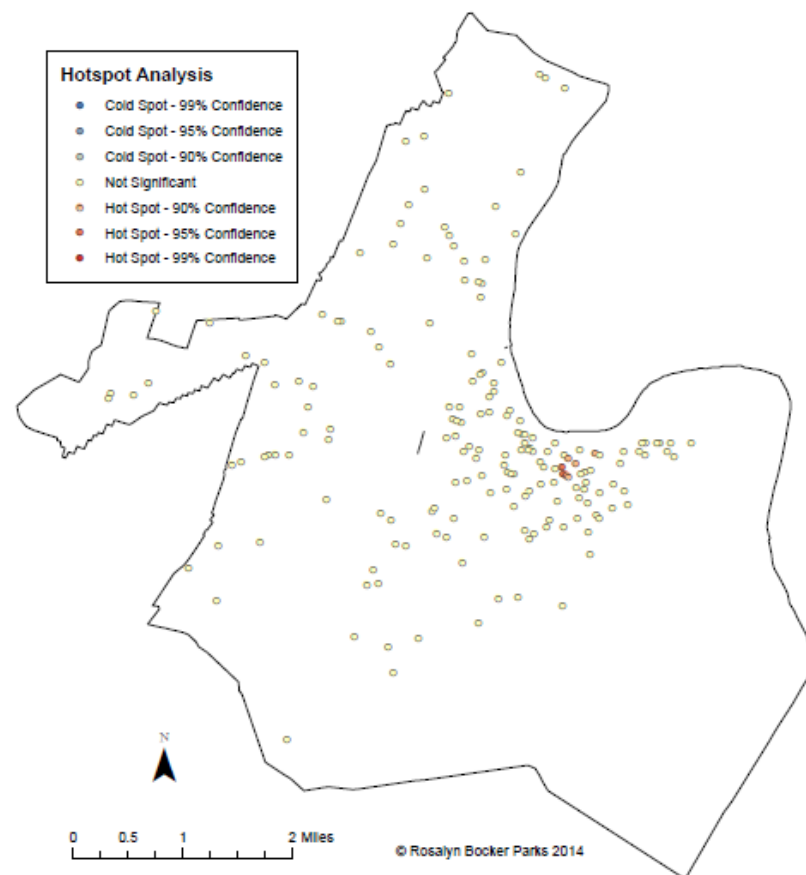 Hotspot Analysis
Cold Spot - 99% Confidence
Cold Spot - 95% Confidence
Cold Spot - 90% Confidence
Not Significant
Hot Spot - 90% Confidence
Hot Spot - 95% Confidence
Hot Spot - 99% Confidence
N
0 0.5 1 2 Miles
© Rosalyn Bocker Parks 2014